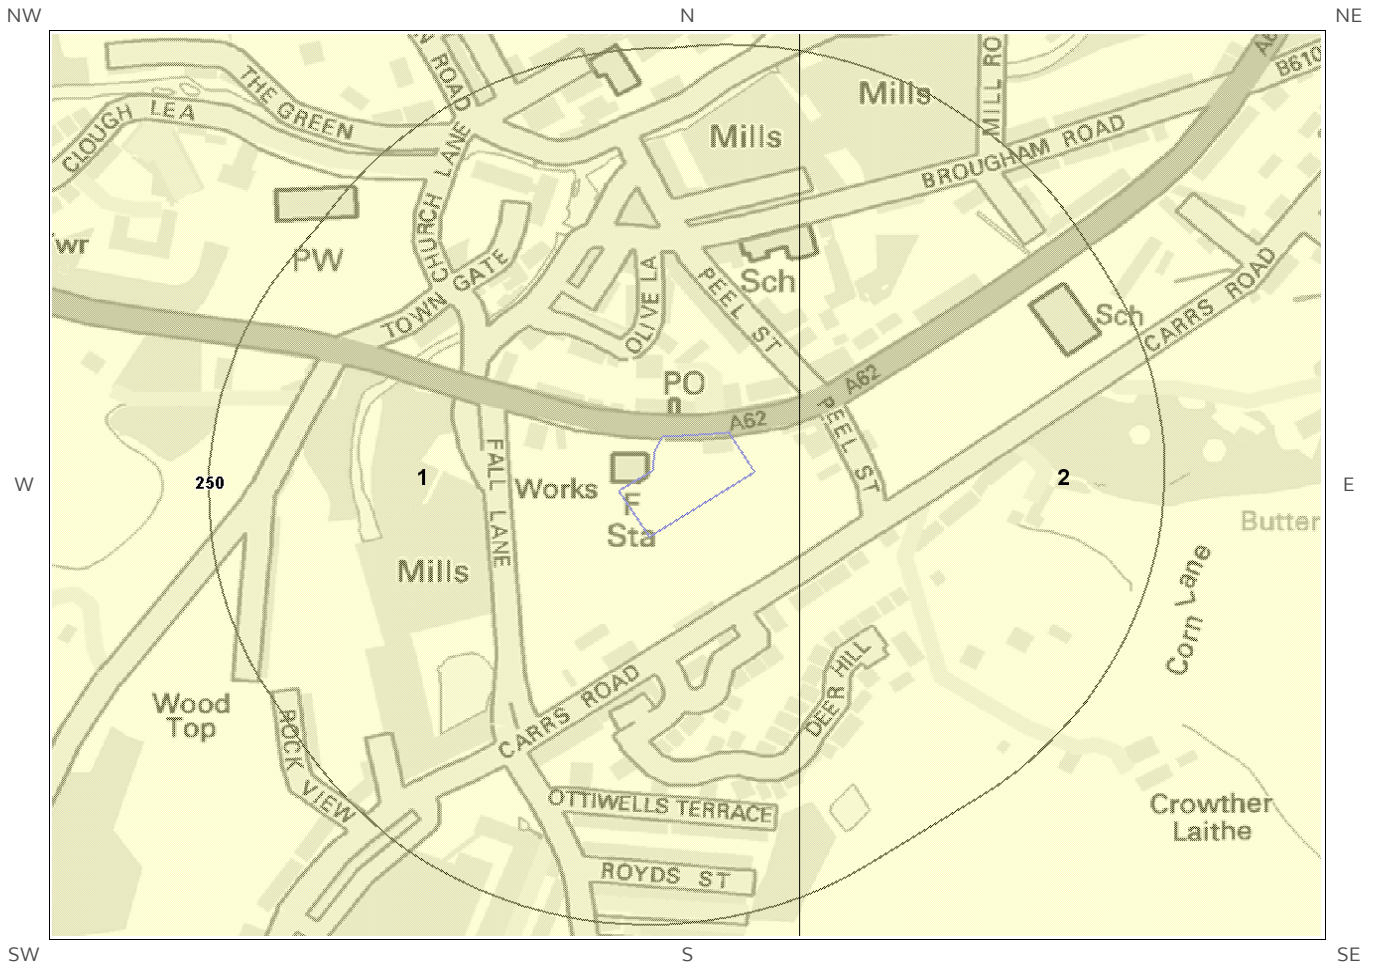 NW
N
NE
N ROAD
A6
B610
THE GREEN
CLOUGH LEA
CHURCH LANE
Mills
Mills
MILL RO
BROUGHAM ROAD
wr
PW
TOWN GATE
OLIVE LA
PEEL ST
Sch
Sch
CARRS ROAD
PO
A62
A62
PEEL ST
W
250
1
FALL LANE
Works
F
Sta
2
E
Butter
Mills
Corn Lane
Wood
Top
ROCK VIEW
CARRS ROAD
DEER HILL
OTTIWELLS TERRACE
Crowther
Laithe
ROYDS ST
SW
S
SE